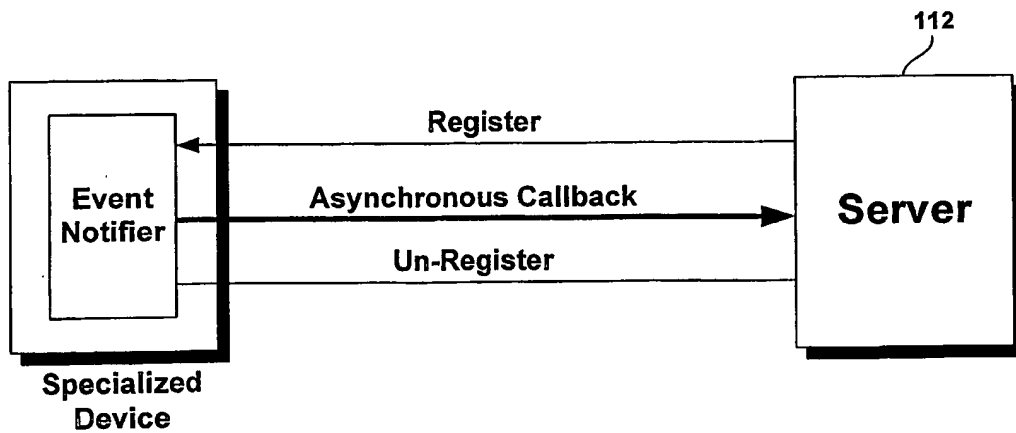 112
Register
Event
Notifier
Asynchronous Callback
Server
Un-Register
Specialized
Device